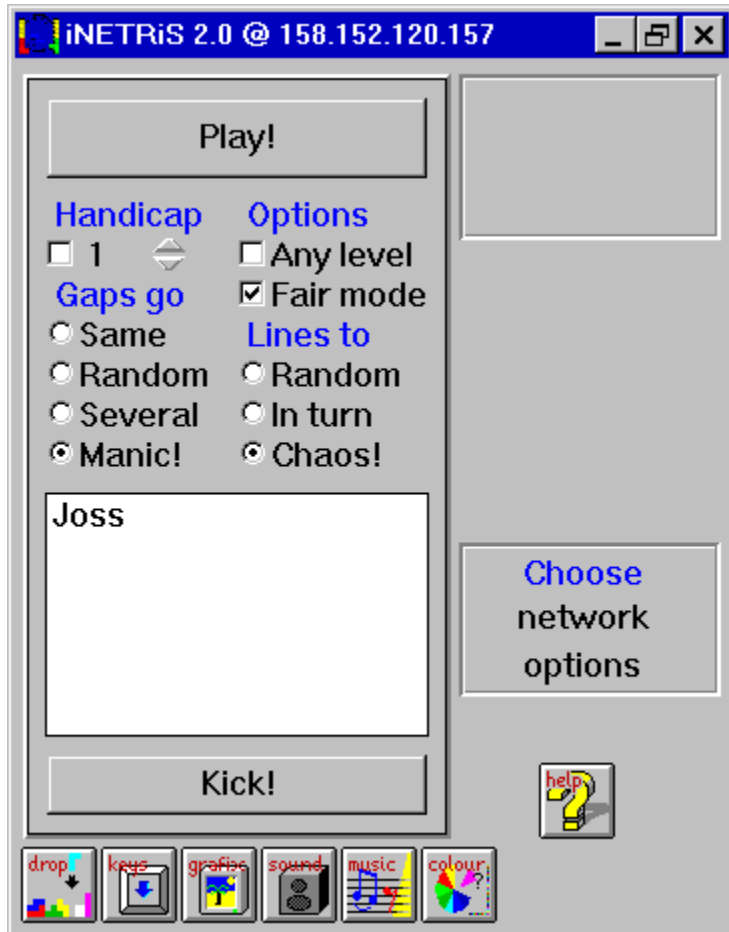 iNETRiS 2.0 @ 158.152.120.157
Play!
Handicap Options
1 Any level
Gaps go Fair mode
Same Lines to
Random Random
Several In turn
Manic! Chaos!
Joss
Choose
network
options
Kick!
help
drop keys grafisc sound music colour